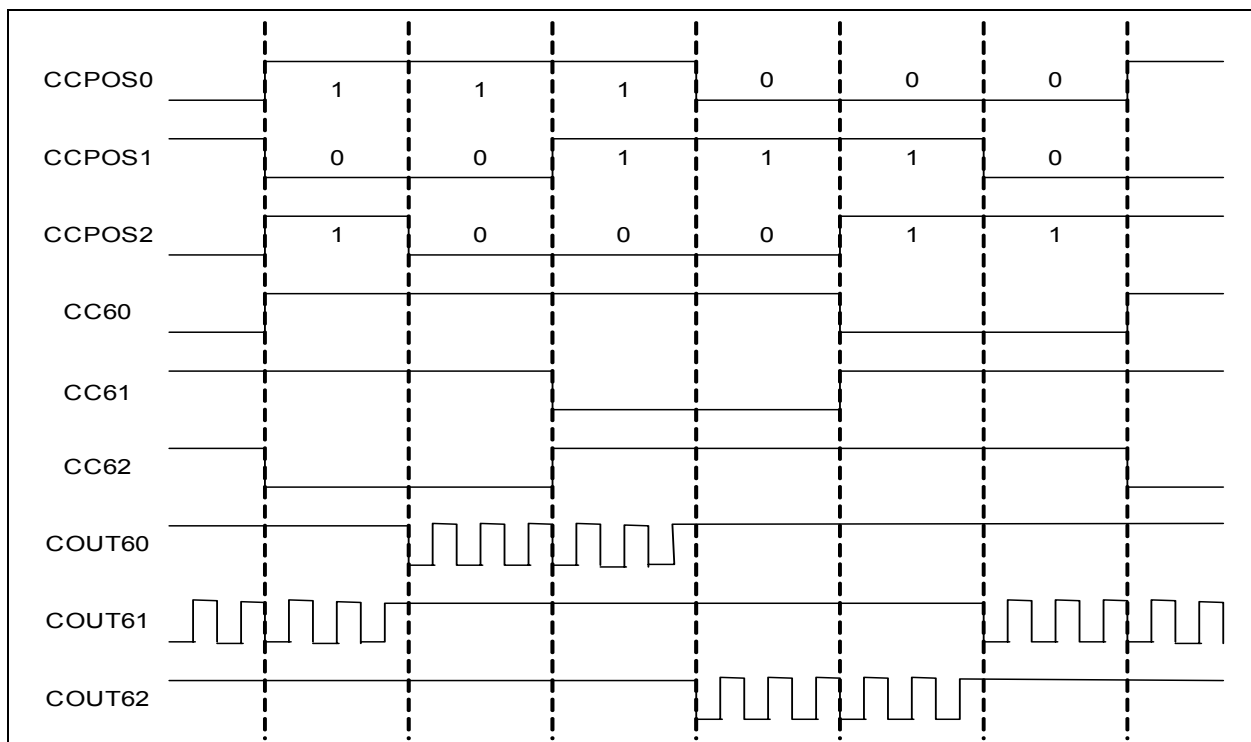 CCPOS0 1 1 1 0 0 0
CCPOS1 0 0 1 1 1 0
CCPOS2 1 0 0 0 1 1
CC60
CC61
CC62
COUT60
COUT61
COUT62